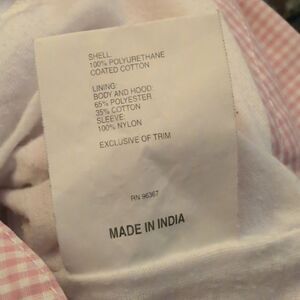 SHELL:
100% POLYURETHANE
COATED COTTON
LINING:
BODY AND HOOD:
65% POLYESTER
35% COTTON
SLEEVE:
100% NYLON
EXCLUSIVE OF TRIM
RN 96367
MADE IN INDIA